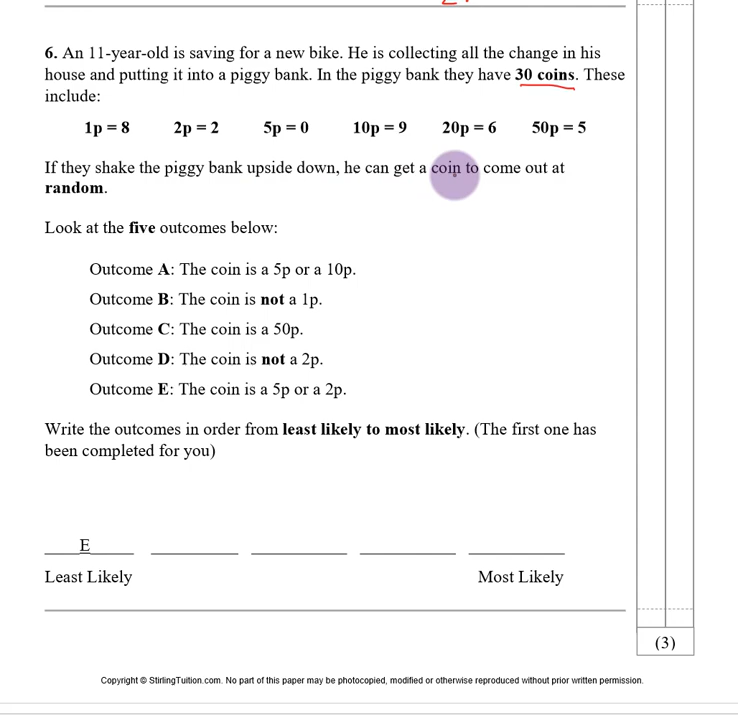 6. An 11-year-old is saving for a new bike. He is collecting all the change in his
house and putting it into a piggy bank. In the piggy bank they have 30 coins. These
include:
1p = 8 2p = 2 5p = 0 10p = 9 20p = 6 50p = 5
If they shake the piggy bank upside down, he can get a coin to come out at
random.
Look at the five outcomes below:
Outcome A: The coin is a 5p or a 10p.
Outcome B: The coin is not a 1p.
Outcome C: The coin is a 50p.
Outcome D: The coin is not a 2p.
Outcome E: The coin is a 5p or a 2p.
Write the outcomes in order from least likely to most likely. (The first one has
been completed for you)
E
Least Likely Most Likely
(3)
Copyright © StirlingTuition.com. No part of this paper may be photocopied, modified or otherwise reproduced without prior written permission.